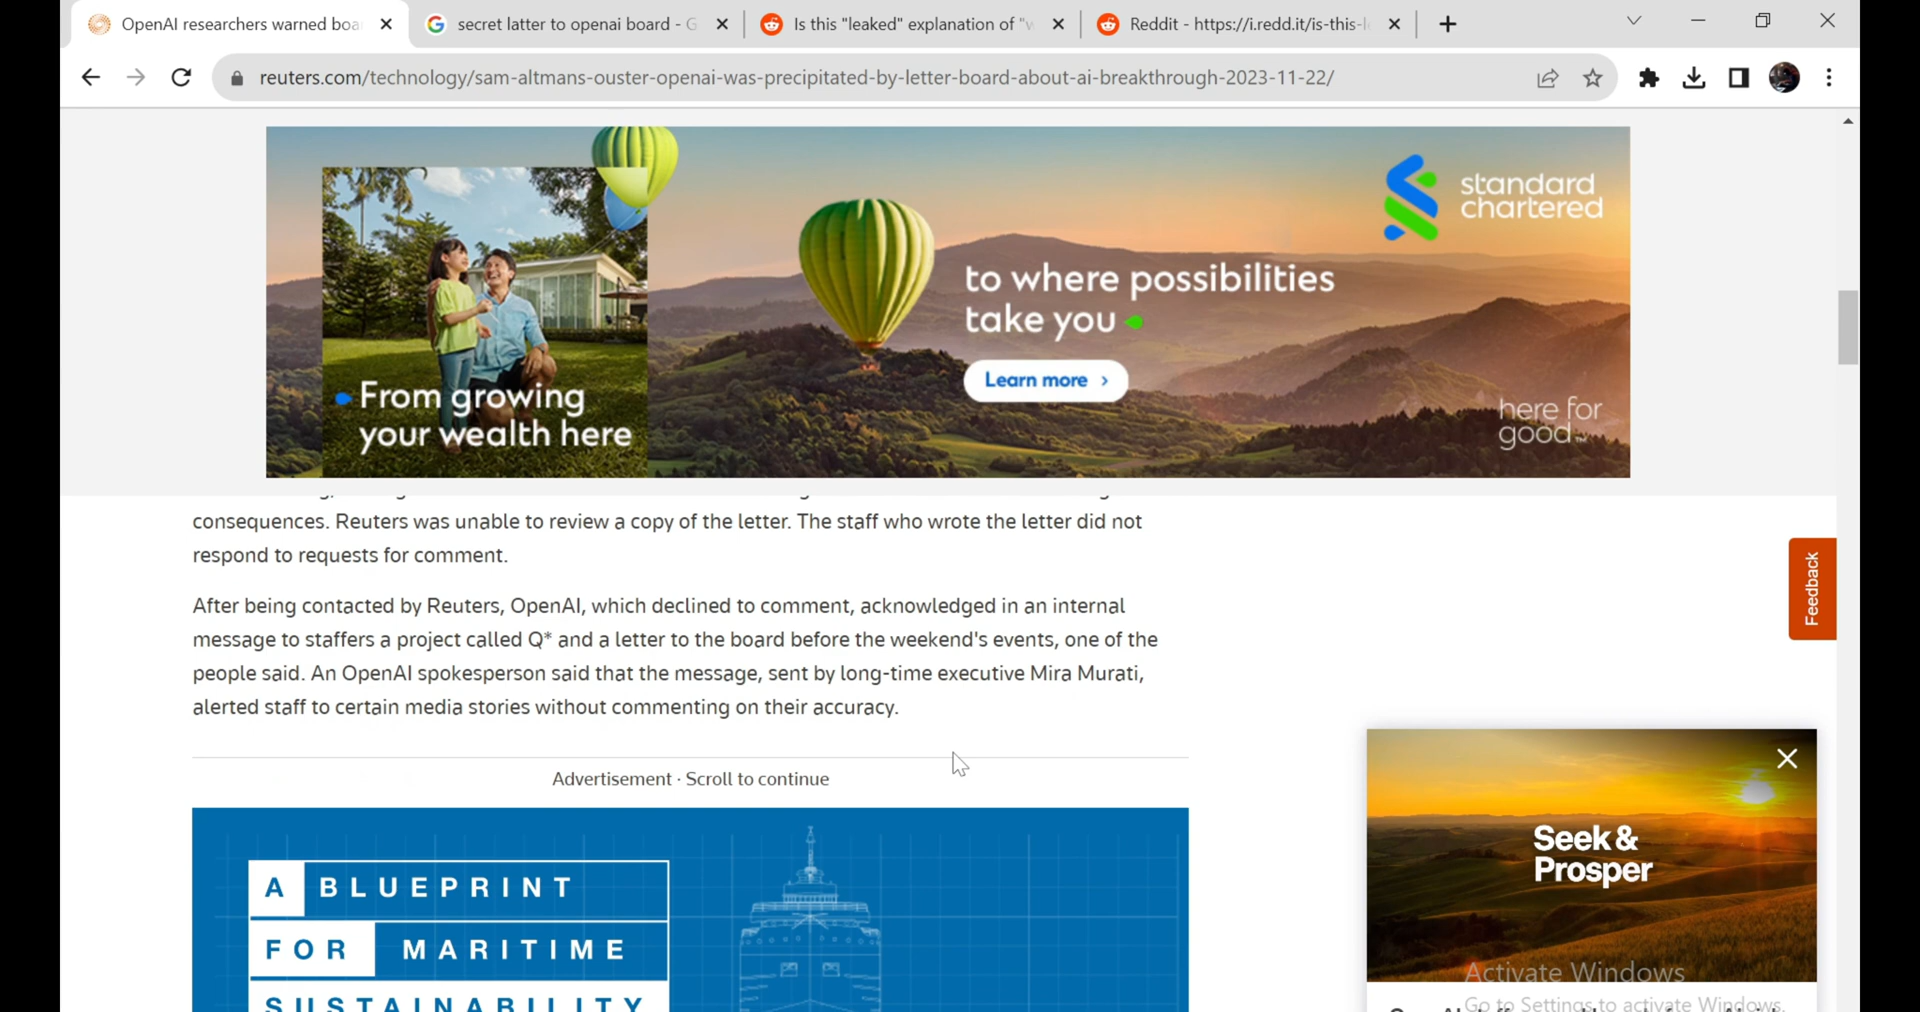 OpenAI researchers warned boa
secret latter to openai board - G
Is this "leaked" explanation of "w
Reddit - https://i.redd.it/is-this-l
reuters.com/technology/sam-altmans-ouster-openai-was-precipitated-by-letter-board-about-ai-breakthrough-2023-11-22/
From growing
your wealth here
to where possibilities
take you
Learn more >
standard
chartered
here for
good™
consequences. Reuters was unable to review a copy of the letter. The staff who wrote the letter did not
respond to requests for comment.
After being contacted by Reuters, OpenAI, which declined to comment, acknowledged in an internal
message to staffers a project called Q* and a letter to the board before the weekend's events, one of the
people said. An OpenAI spokesperson said that the message, sent by long-time executive Mira Murati,
alerted staff to certain media stories without commenting on their accuracy.
Advertisement · Scroll to continue
A BLUEPRINT
FOR MARITIME
SUSTAINABILITY
Feedback
Seek &
Prosper
Activate Windows
Go to Settings to activate Windows.